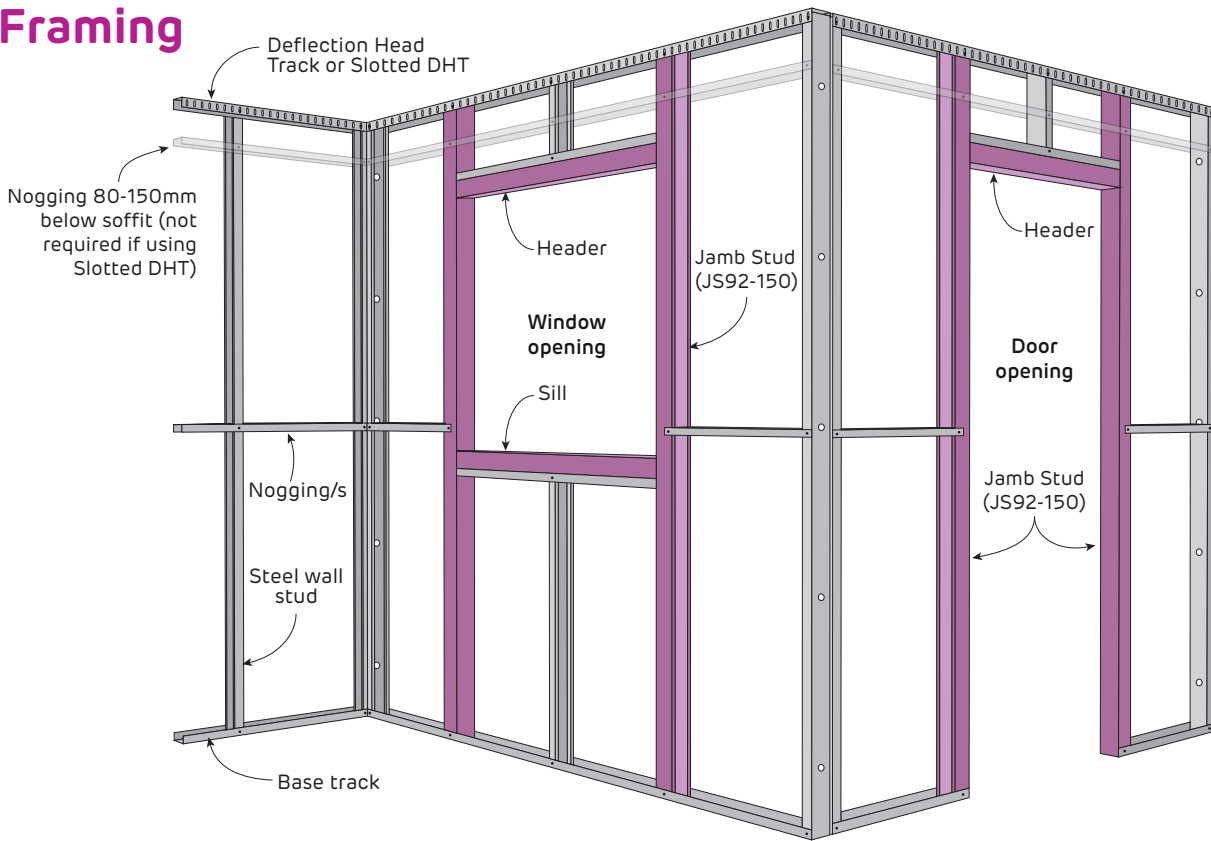 Framing
Deflection Head
Track or Slotted DHT
Nogging 80-150mm
below soffit (not
required if using
Slotted DHT)
Header
Jamb Stud
(JS92-150)
Header
Window
opening
Door
opening
Sill
Nogging/s
Jamb Stud
(JS92-150)
Steel wall
stud
Base track